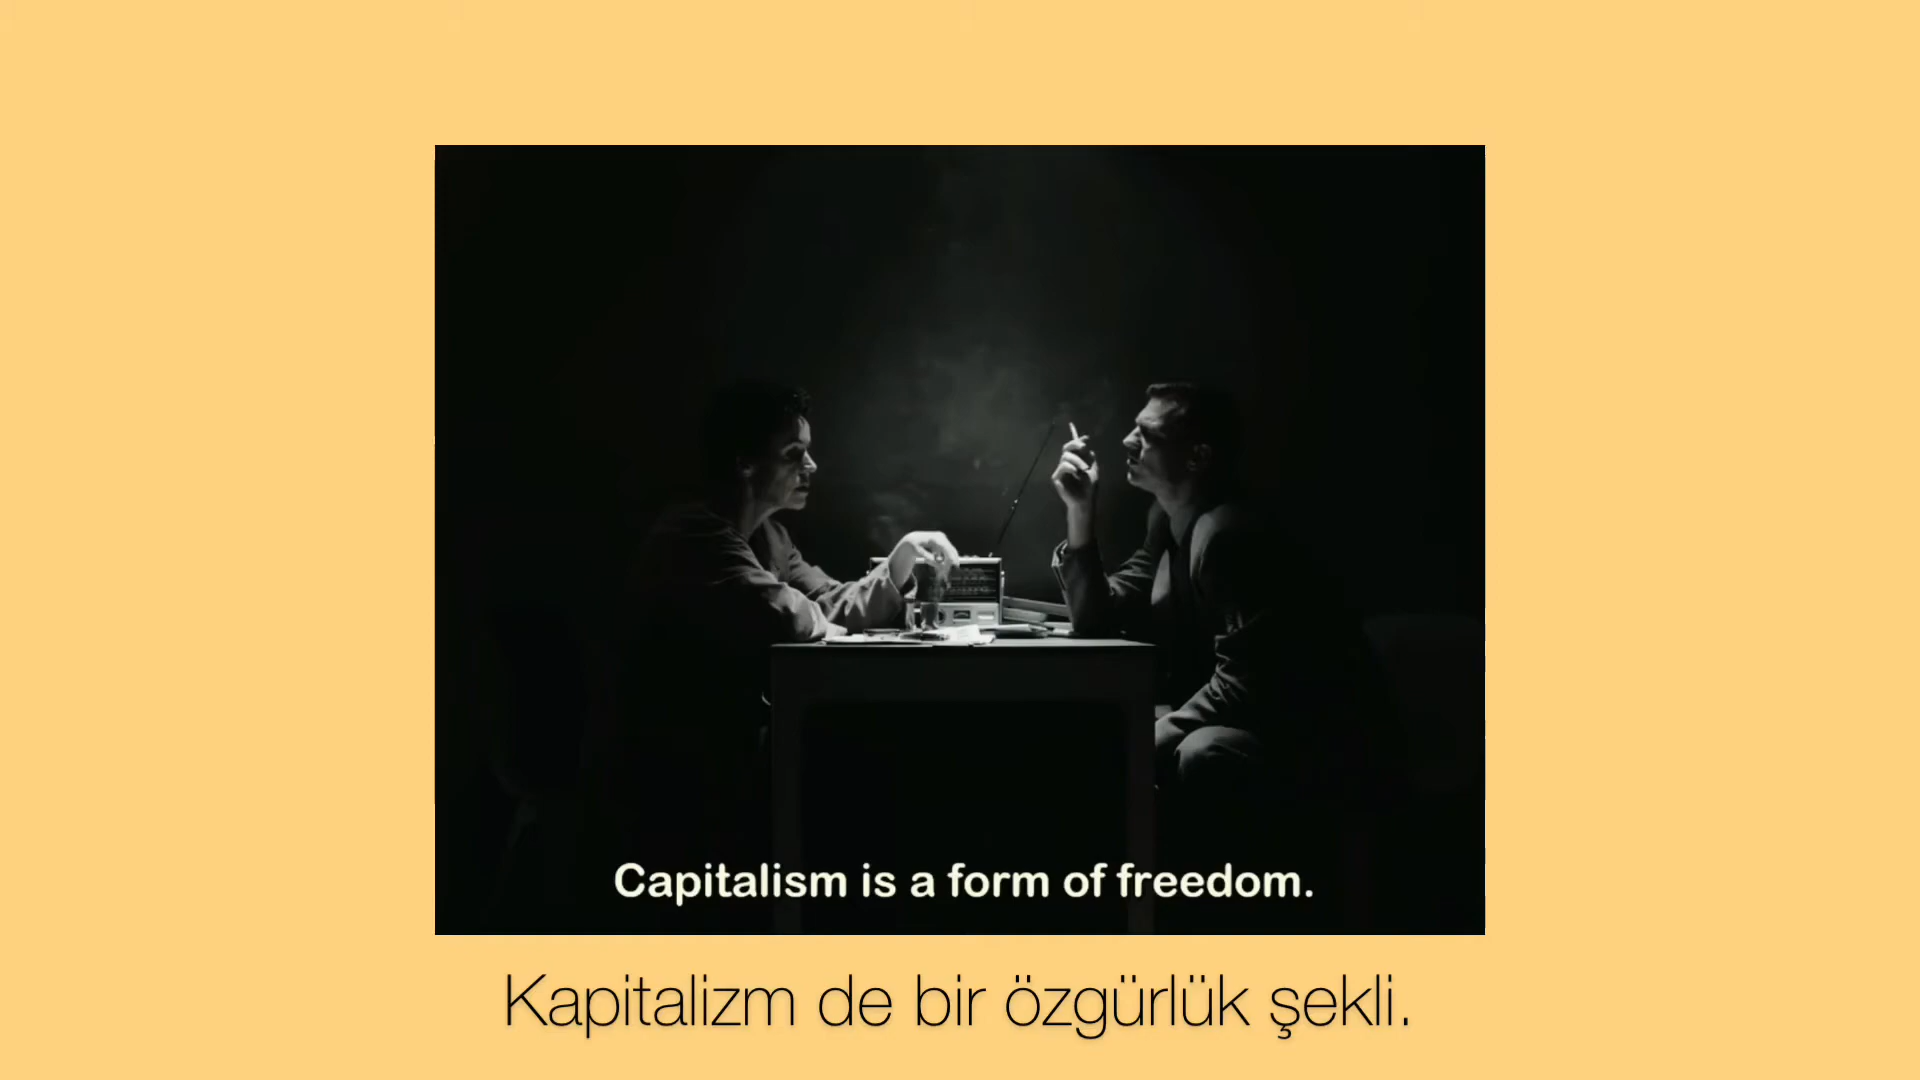 Capitalism is a form of freedom.
Kapitalizm de bir özgürlük şekli.